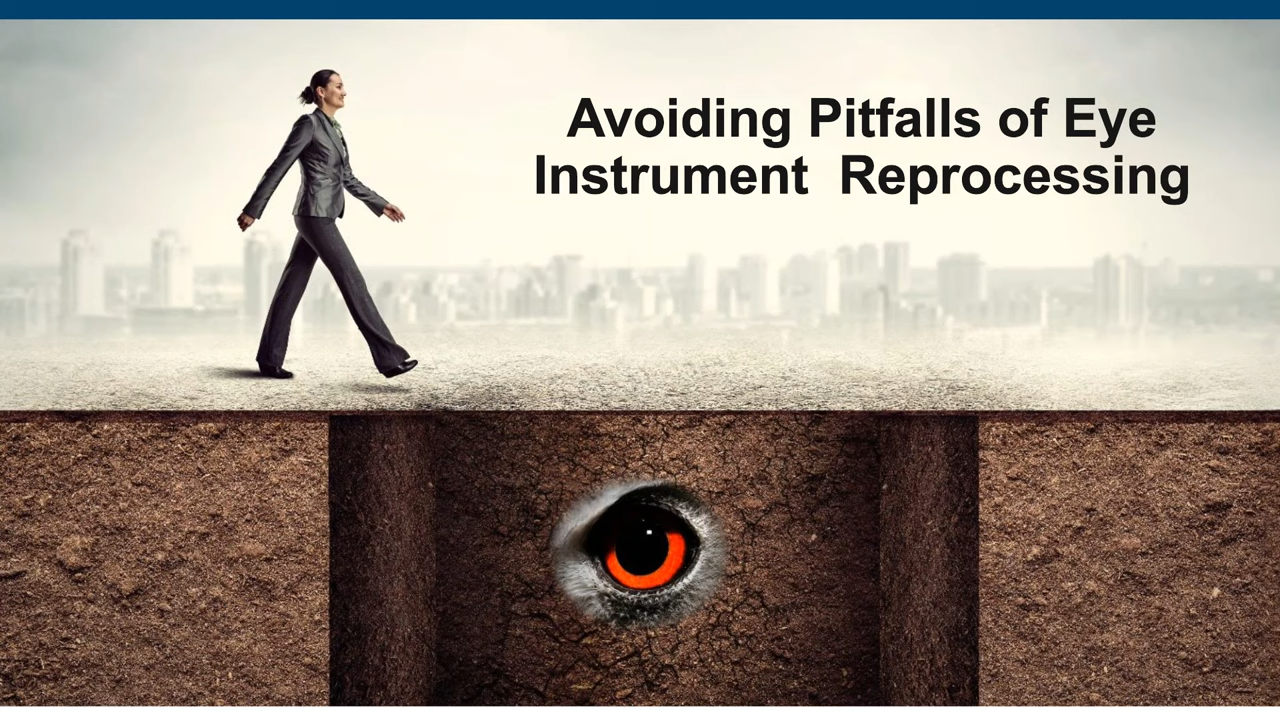 Avoiding Pitfalls of Eye
Instrument  Reprocessing